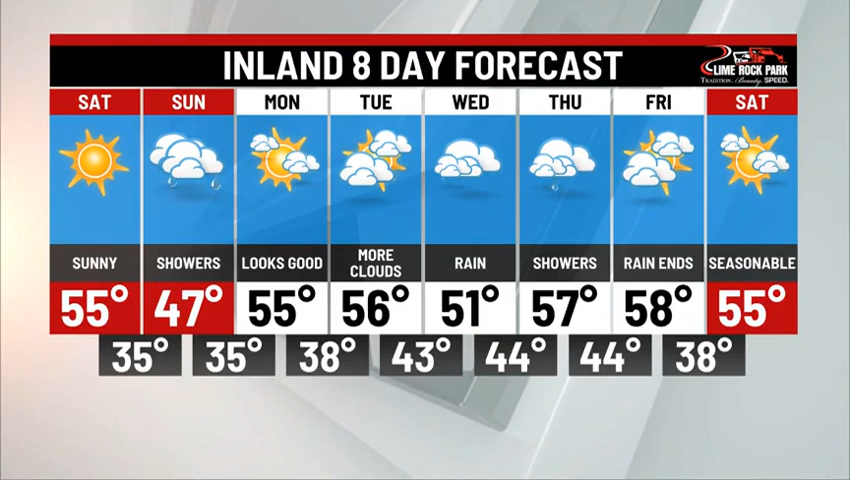 INLAND 8 DAY FORECAST
LIME ROCK PARK
TRADITION. Beauty. SPEED.
SAT SUN MON TUE WED THU FRI SAT
SUNNY SHOWERS LOOKS GOOD MORE CLOUDS RAIN SHOWERS RAIN ENDS SEASONABLE
55° 47° 55° 56° 51° 57° 58° 55°
35° 35° 38° 43° 44° 44° 38°